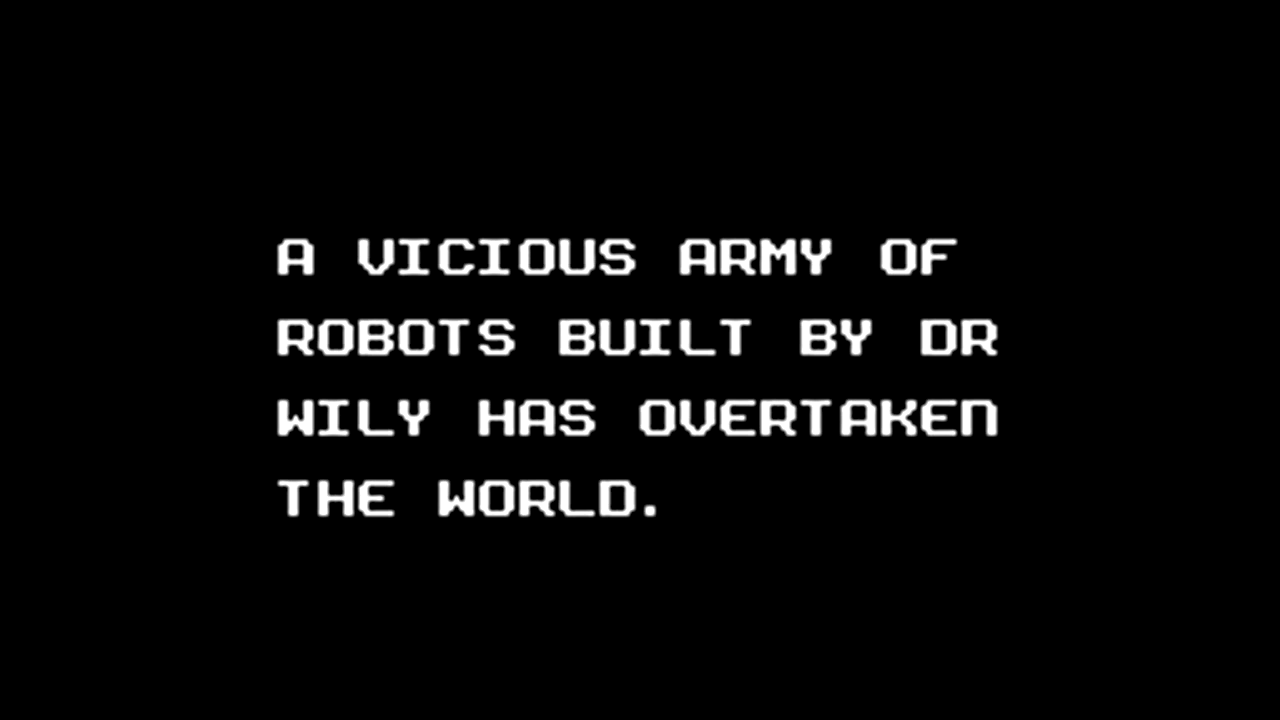 A VICIOUS ARMY OF
ROBOTS BUILT BY DR
WILY HAS OVERTAKEN
THE WORLD.